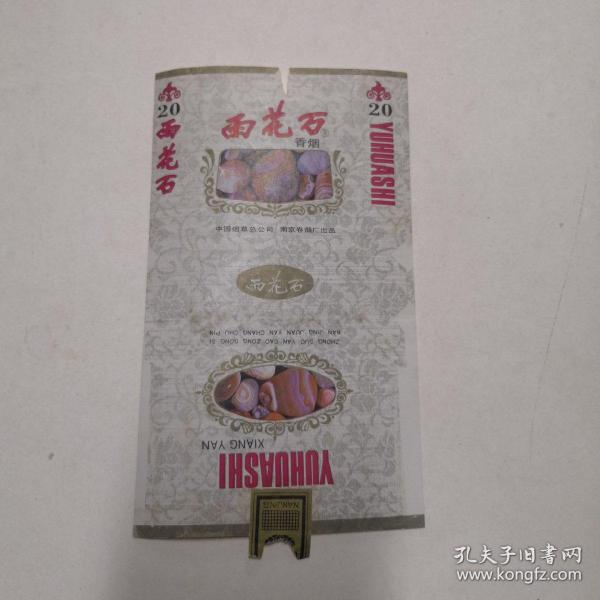 20
雨花石
雨花石®
香烟
20
YUHUASHI
中国烟草总公司 南京卷烟厂出品
雨花石
ZHONG GUO YAN CAO ZONG GONG SI
NAN JING JUAN YAN CHANG CHU PIN
YUHUASHI
XIANG YAN
NANJING
孔夫子旧书网
www.kongfz.com